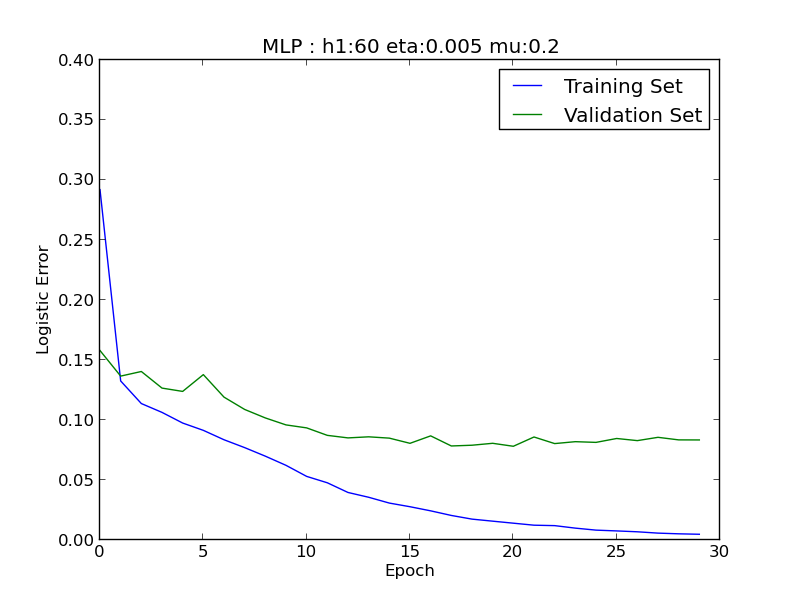 MLP : h1:60 eta:0.005 mu:0.2
Training Set
Validation Set
0.40
0.35
0.30
0.25
0.20
0.15
0.10
0.05
0.00
Logistic Error
0 5 10 15 20 25 30
Epoch